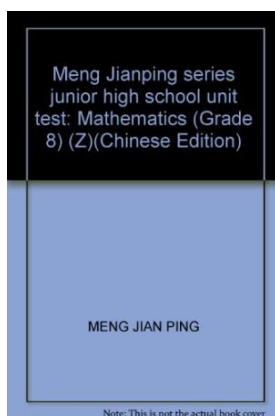 Meng Jianping series
junior high school unit
test: Mathematics (Grade
8) (Z)(Chinese Edition)
MENG JIAN PING
Note: This is not the actual book cover